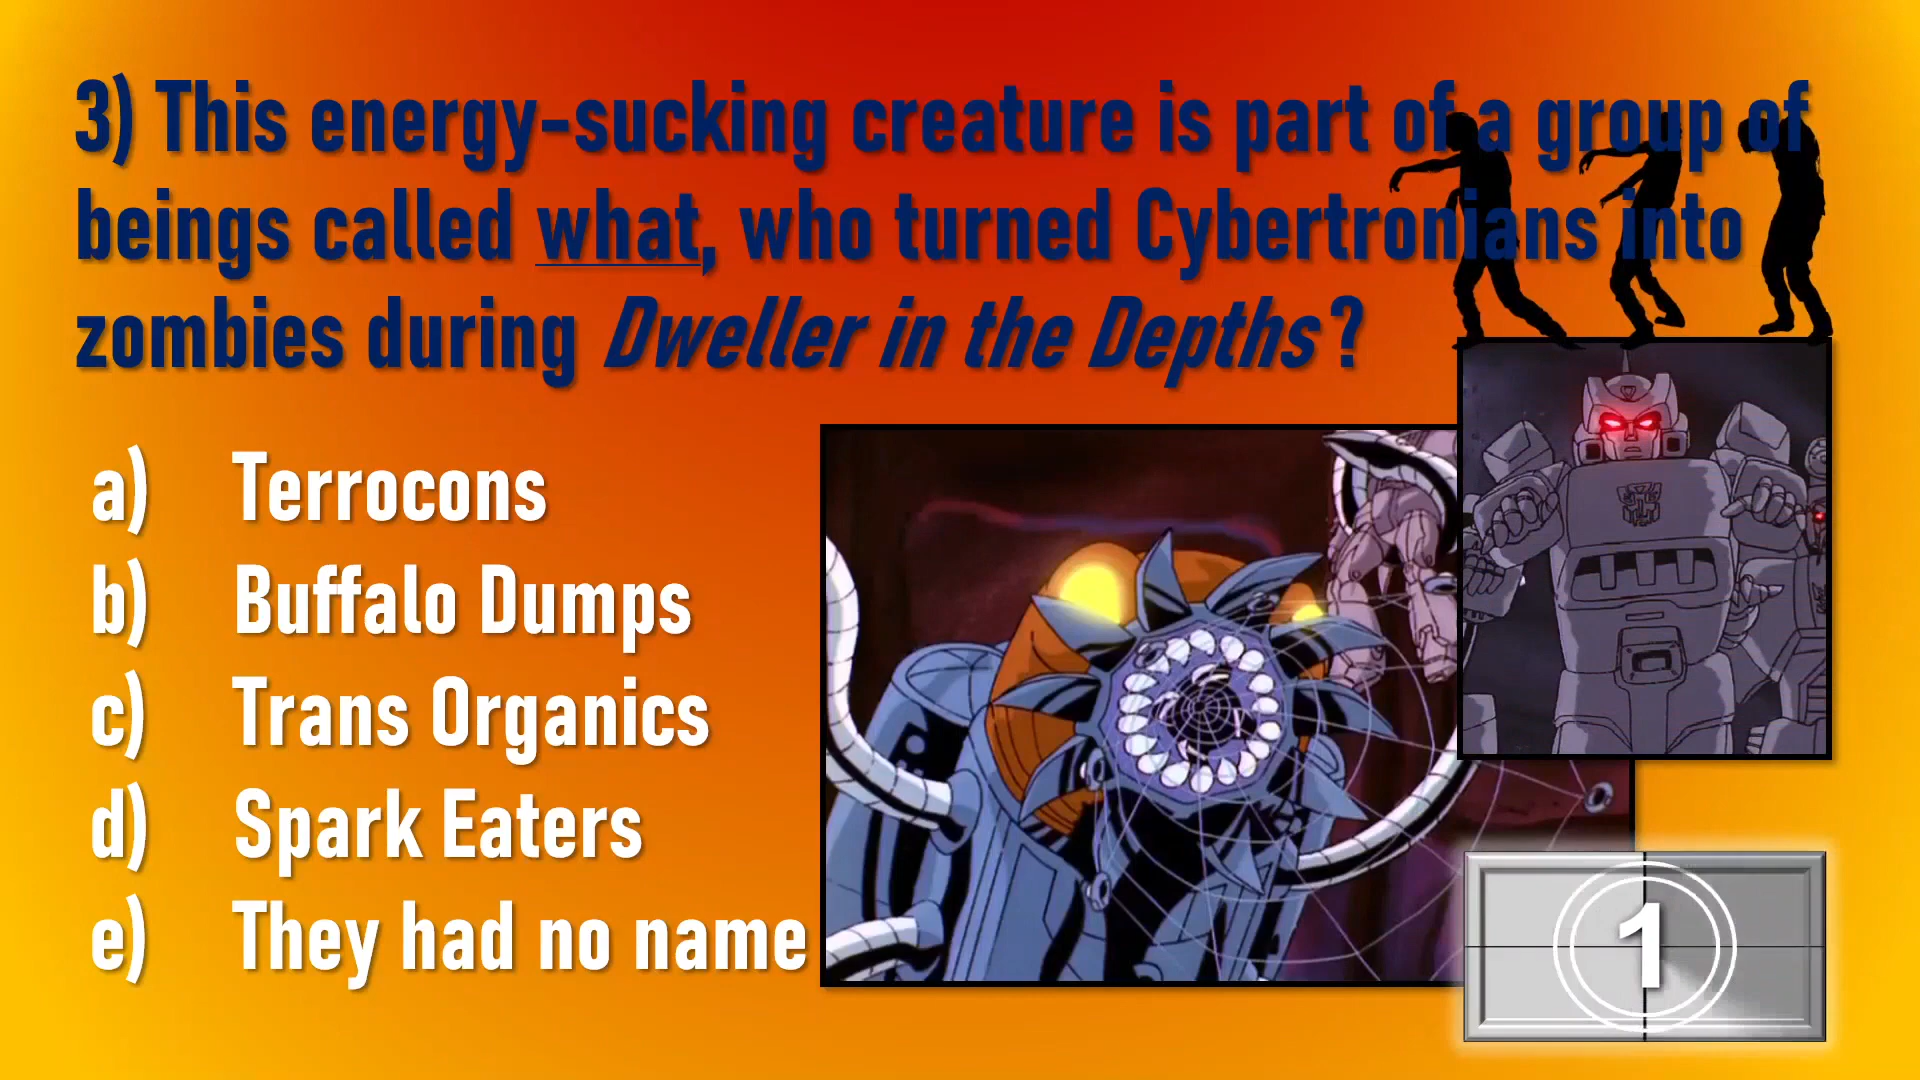 3) This energy-sucking creature is part of a group of
beings called what, who turned Cybertronians into
zombies during Dweller in the Depths?
a) Terrocons
b) Buffalo Dumps
c) Trans Organics
d) Spark Eaters
e) They had no name
1